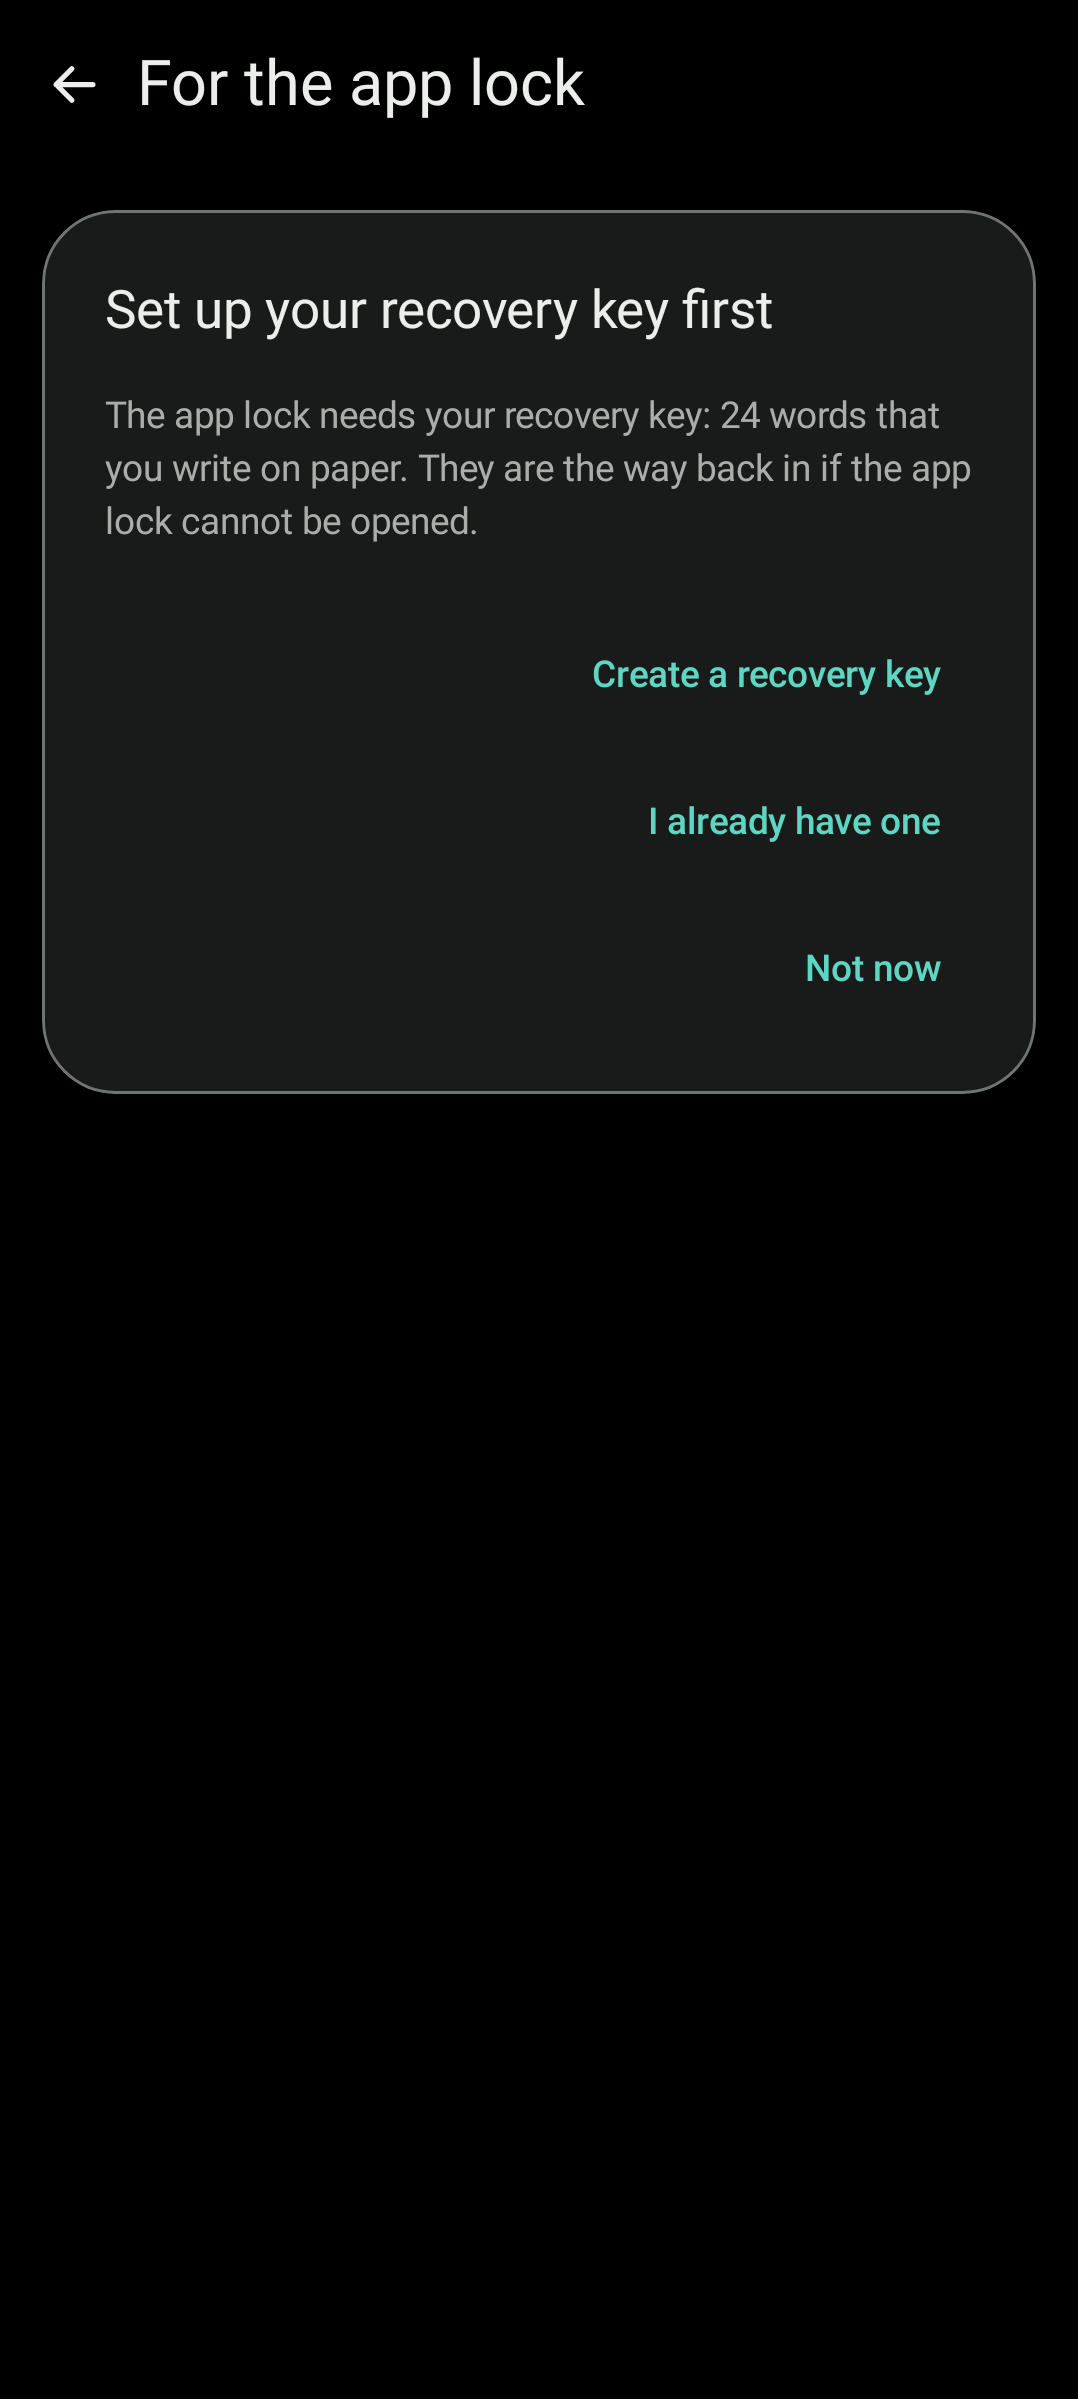 For the app lock
Set up your recovery key first
The app lock needs your recovery key: 24 words that
you write on paper. They are the way back in if the app
lock cannot be opened.
Create a recovery key
I already have one
Not now